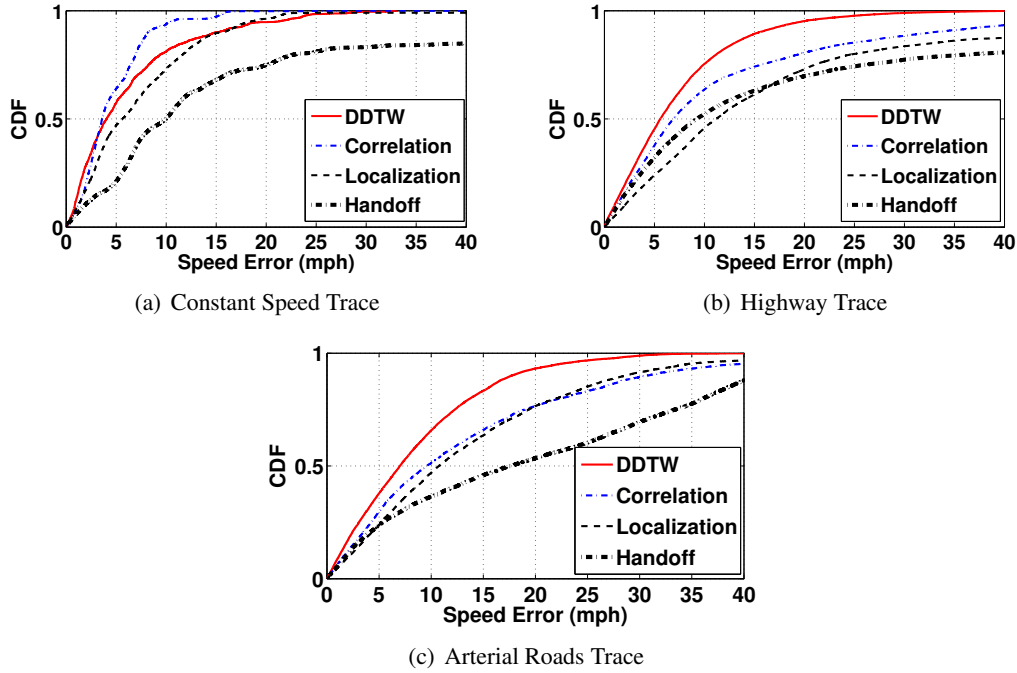 1
CDF
0.5
0
0 5 10 15 20 25 30 35 40
Speed Error (mph)
DDTW
Correlation
Localization
Handoff
(a) Constant Speed Trace
1
CDF
0.5
0
0 5 10 15 20 25 30 35 40
Speed Error (mph)
DDTW
Correlation
Localization
Handoff
(b) Highway Trace
1
CDF
0.5
0
0 5 10 15 20 25 30 35 40
Speed Error (mph)
DDTW
Correlation
Localization
Handoff
(c) Arterial Roads Trace